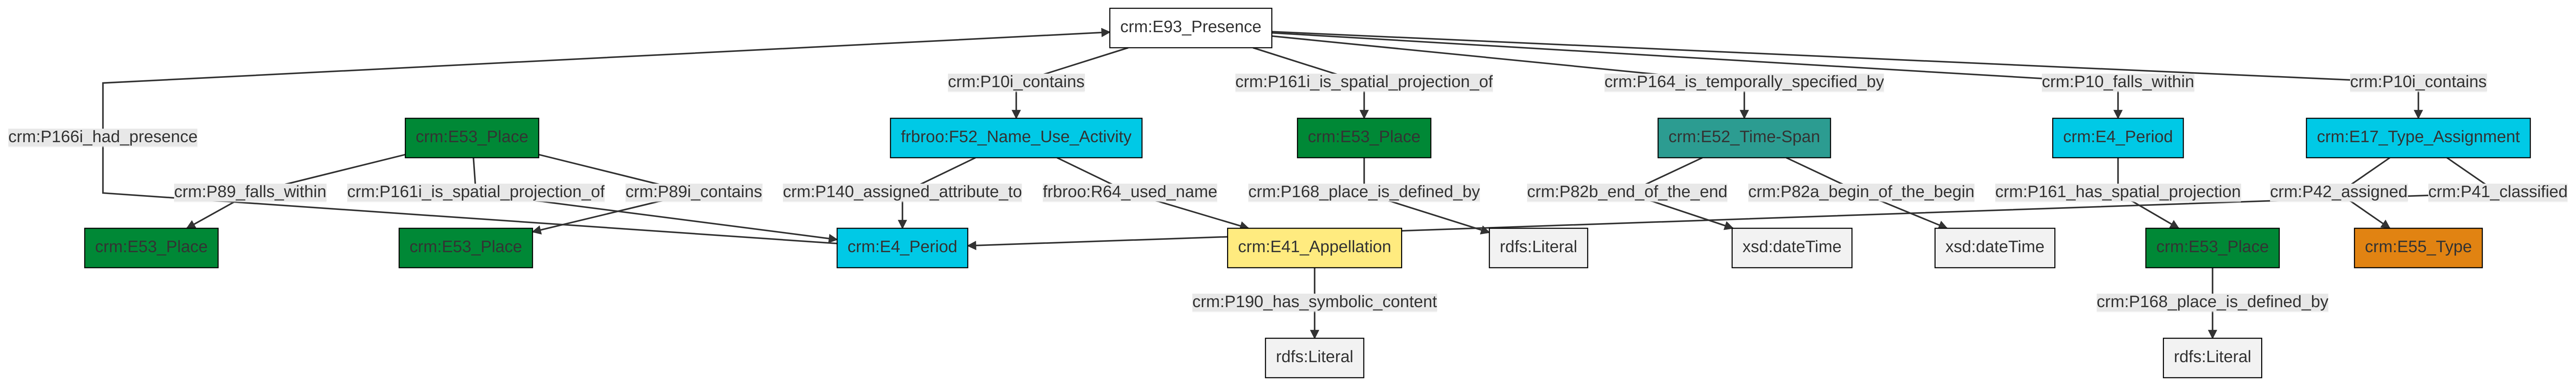 crm:E93_Presence
crm:P10i_contains
crm:P161i_is_spatial_projection_of
crm:P164_is_temporally_specified_by
crm:P10_falls_within
crm:P10i_contains
crm:P166i_had_presence
crm:E53_Place
frbroo:F52_Name_Use_Activity
crm:E53_Place
crm:E52_Time-Span
crm:E4_Period
crm:E17_Type_Assignment
crm:P89_falls_within
crm:P161i_is_spatial_projection_of
crm:P89i_contains
crm:P140_assigned_attribute_to
frbroo:R64_used_name
crm:P168_place_is_defined_by
crm:P82b_end_of_the_end
crm:P82a_begin_of_the_begin
crm:P161_has_spatial_projection
crm:P42_assigned
crm:P41_classified
crm:E53_Place
crm:E53_Place
crm:E4_Period
crm:E41_Appellation
rdfs:Literal
xsd:dateTime
xsd:dateTime
crm:E53_Place
crm:E55_Type
crm:P190_has_symbolic_content
crm:P168_place_is_defined_by
rdfs:Literal
rdfs:Literal